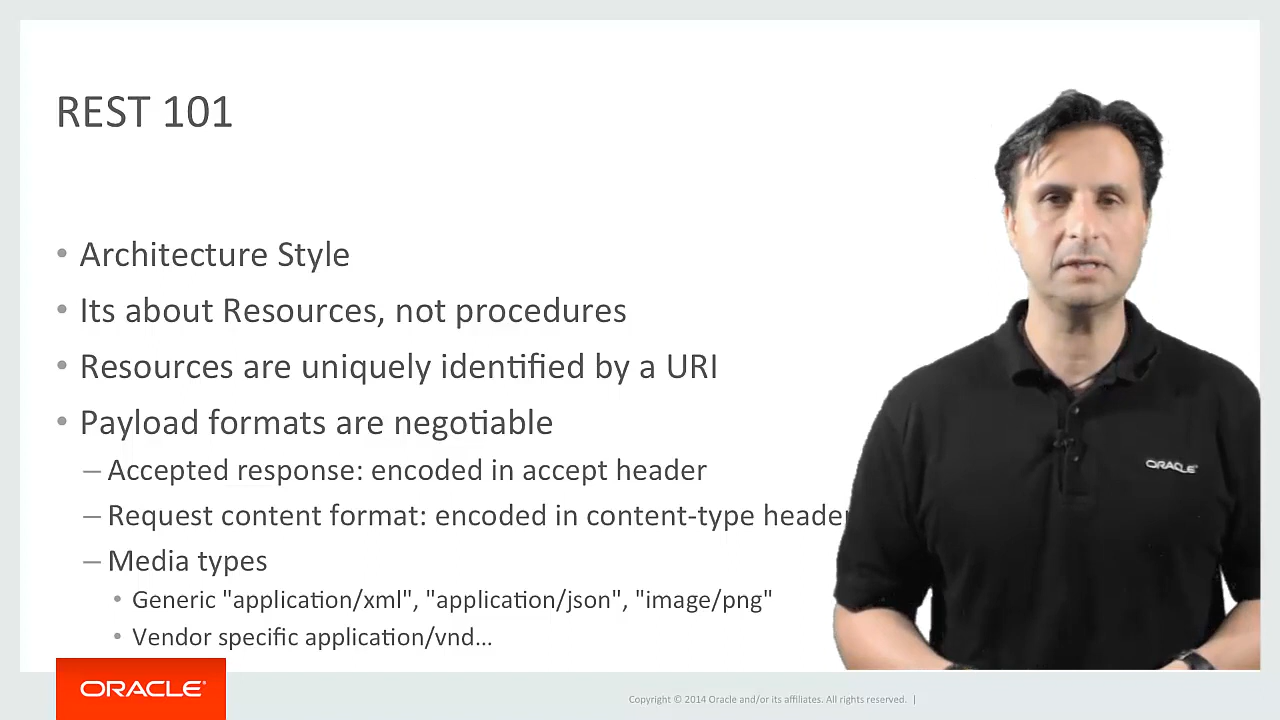 REST 101
• Architecture Style
• Its about Resources, not procedures
• Resources are uniquely identified by a URI
• Payload formats are negotiable
– Accepted response: encoded in accept header
– Request content format: encoded in content-type header
– Media types
• Generic "application/xml", "application/json", "image/png"
• Vendor specific application/vnd...
ORACLE
ORACLE
Copyright © 2014 Oracle and/or its affiliates. All rights reserved. |